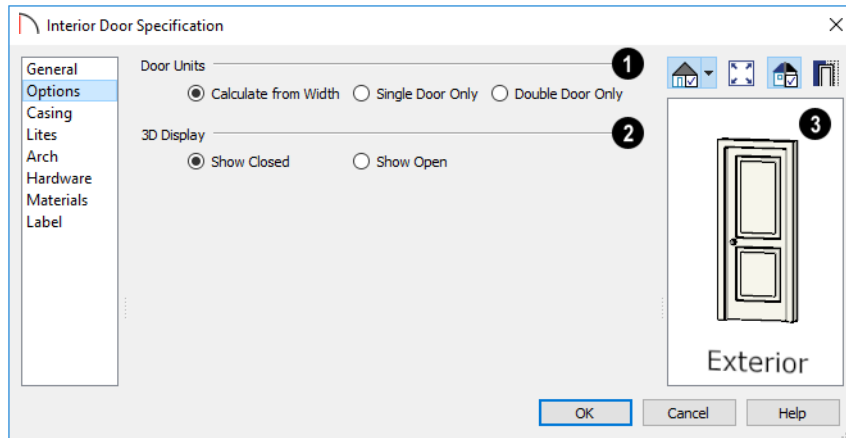 Interior Door Specification
General
Options
Casing
Lites
Arch
Hardware
Materials
Label
Door Units
1
Calculate from Width
Single Door Only
Double Door Only
3D Display
2
Show Closed
Show Open
3
Exterior
OK
Cancel
Help